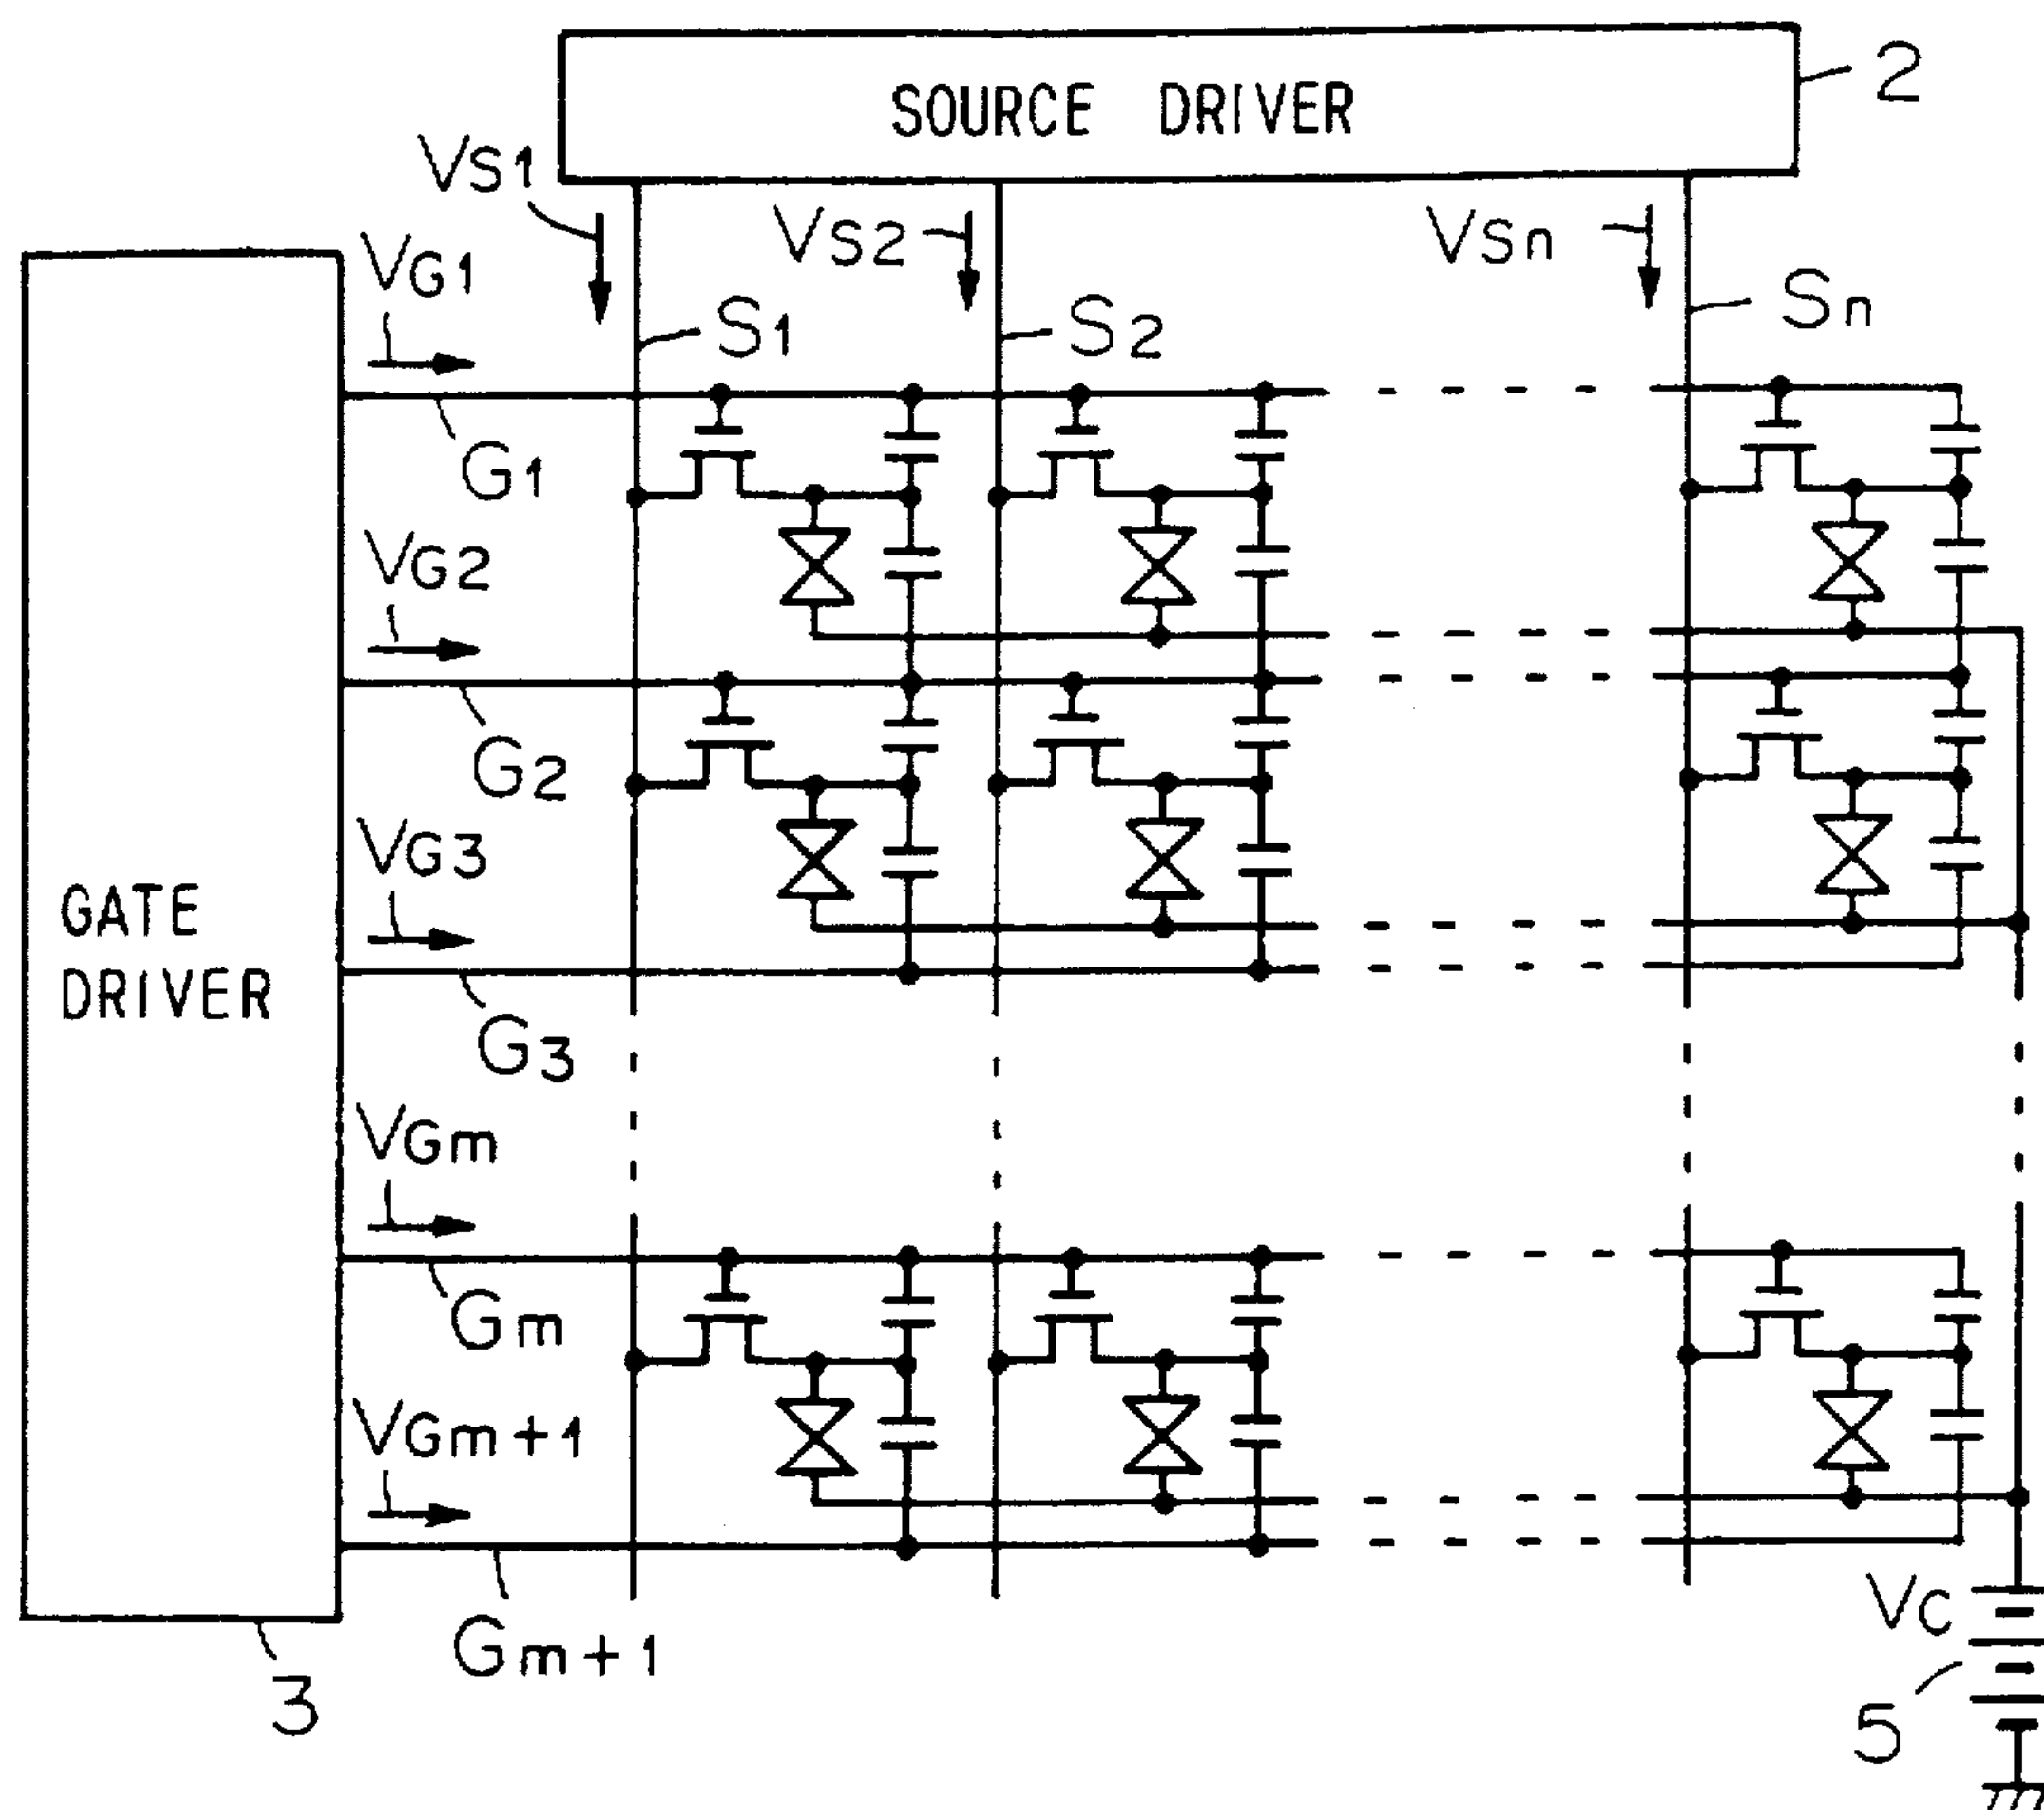 SOURCE DRIVER
2
VS1
VS2
VSn
VG1
S1
S2
Sn
G1
VG2
G2
VG3
GATE
DRIVER
G3
VGm
Gm
VGm+1
Gm+1
VC
3
5